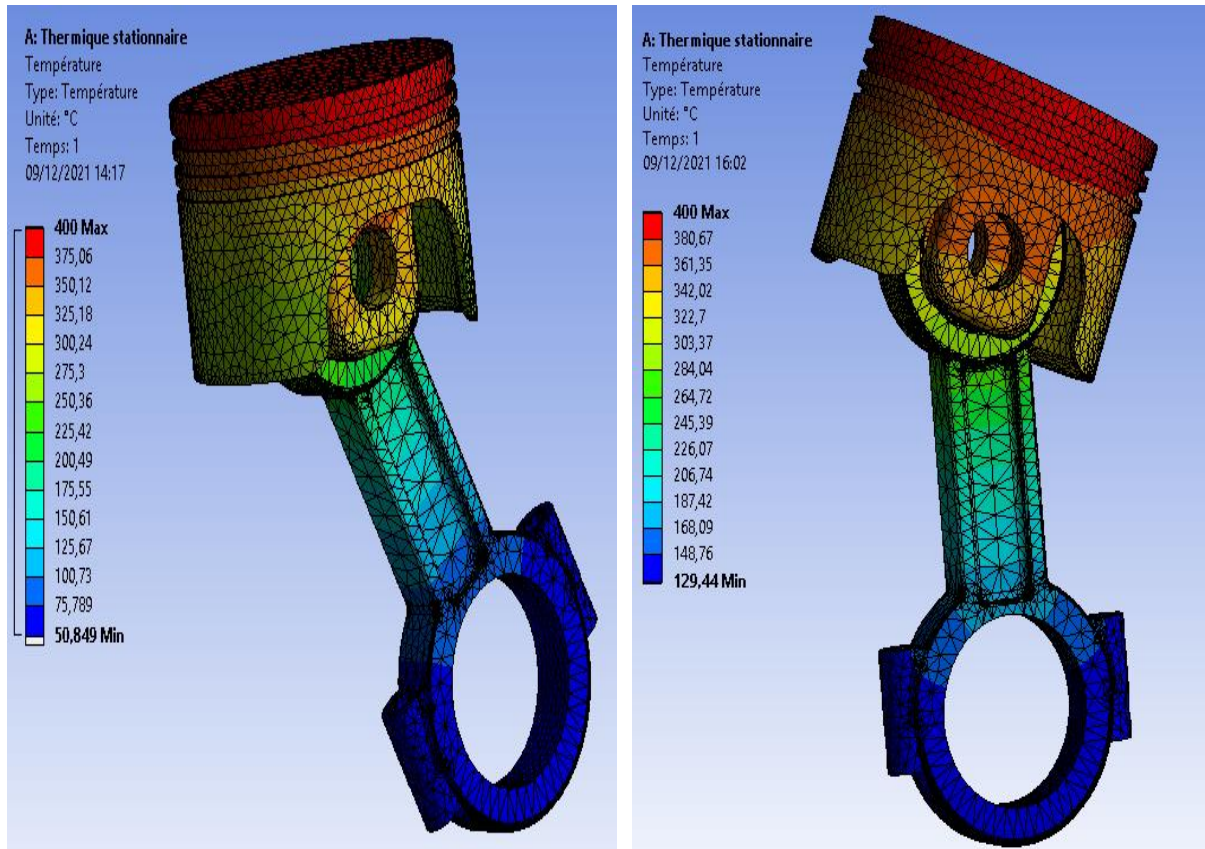 A: Thermique stationnaire
Température
Type: Température
Unité: °C
Temps: 1
09/12/2021 14:17
400 Max
375,06
350,12
325,18
300,24
275,3
250,36
225,42
200,49
175,55
150,61
125,67
100,73
75,789
50,849 Min
A: Thermique stationnaire
Température
Type: Température
Unité: °C
Temps: 1
09/12/2021 16:02
400 Max
380,67
361,35
342,02
322,7
303,37
284,04
264,72
245,39
226,07
206,74
187,42
168,09
148,76
129,44 Min